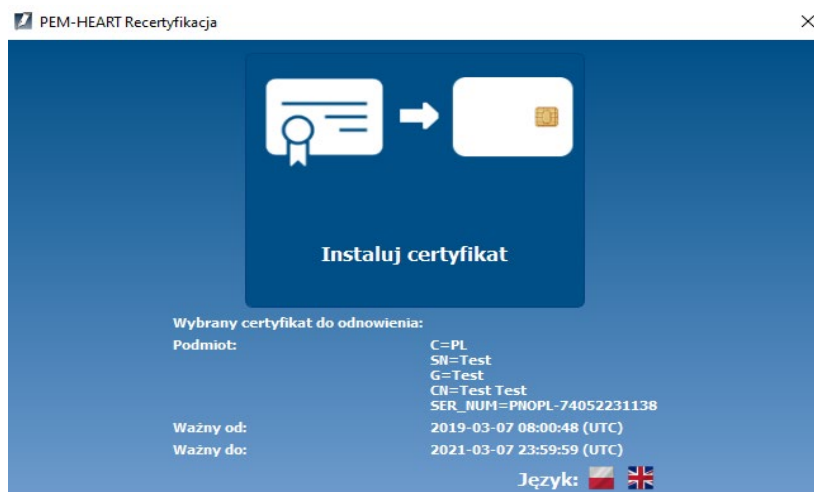 PEM-HEART Recertyfikacja
Instaluj certyfikat
Wybrany certyfikat do odnowienia:
Podmiot: C=PL
SN=Test
G=Test
CN=Test Test
SER_NUM=PNOPL-74052231138
Ważny od: 2019-03-07 08:00:48 (UTC)
Ważny do: 2021-03-07 23:59:59 (UTC)
Język: